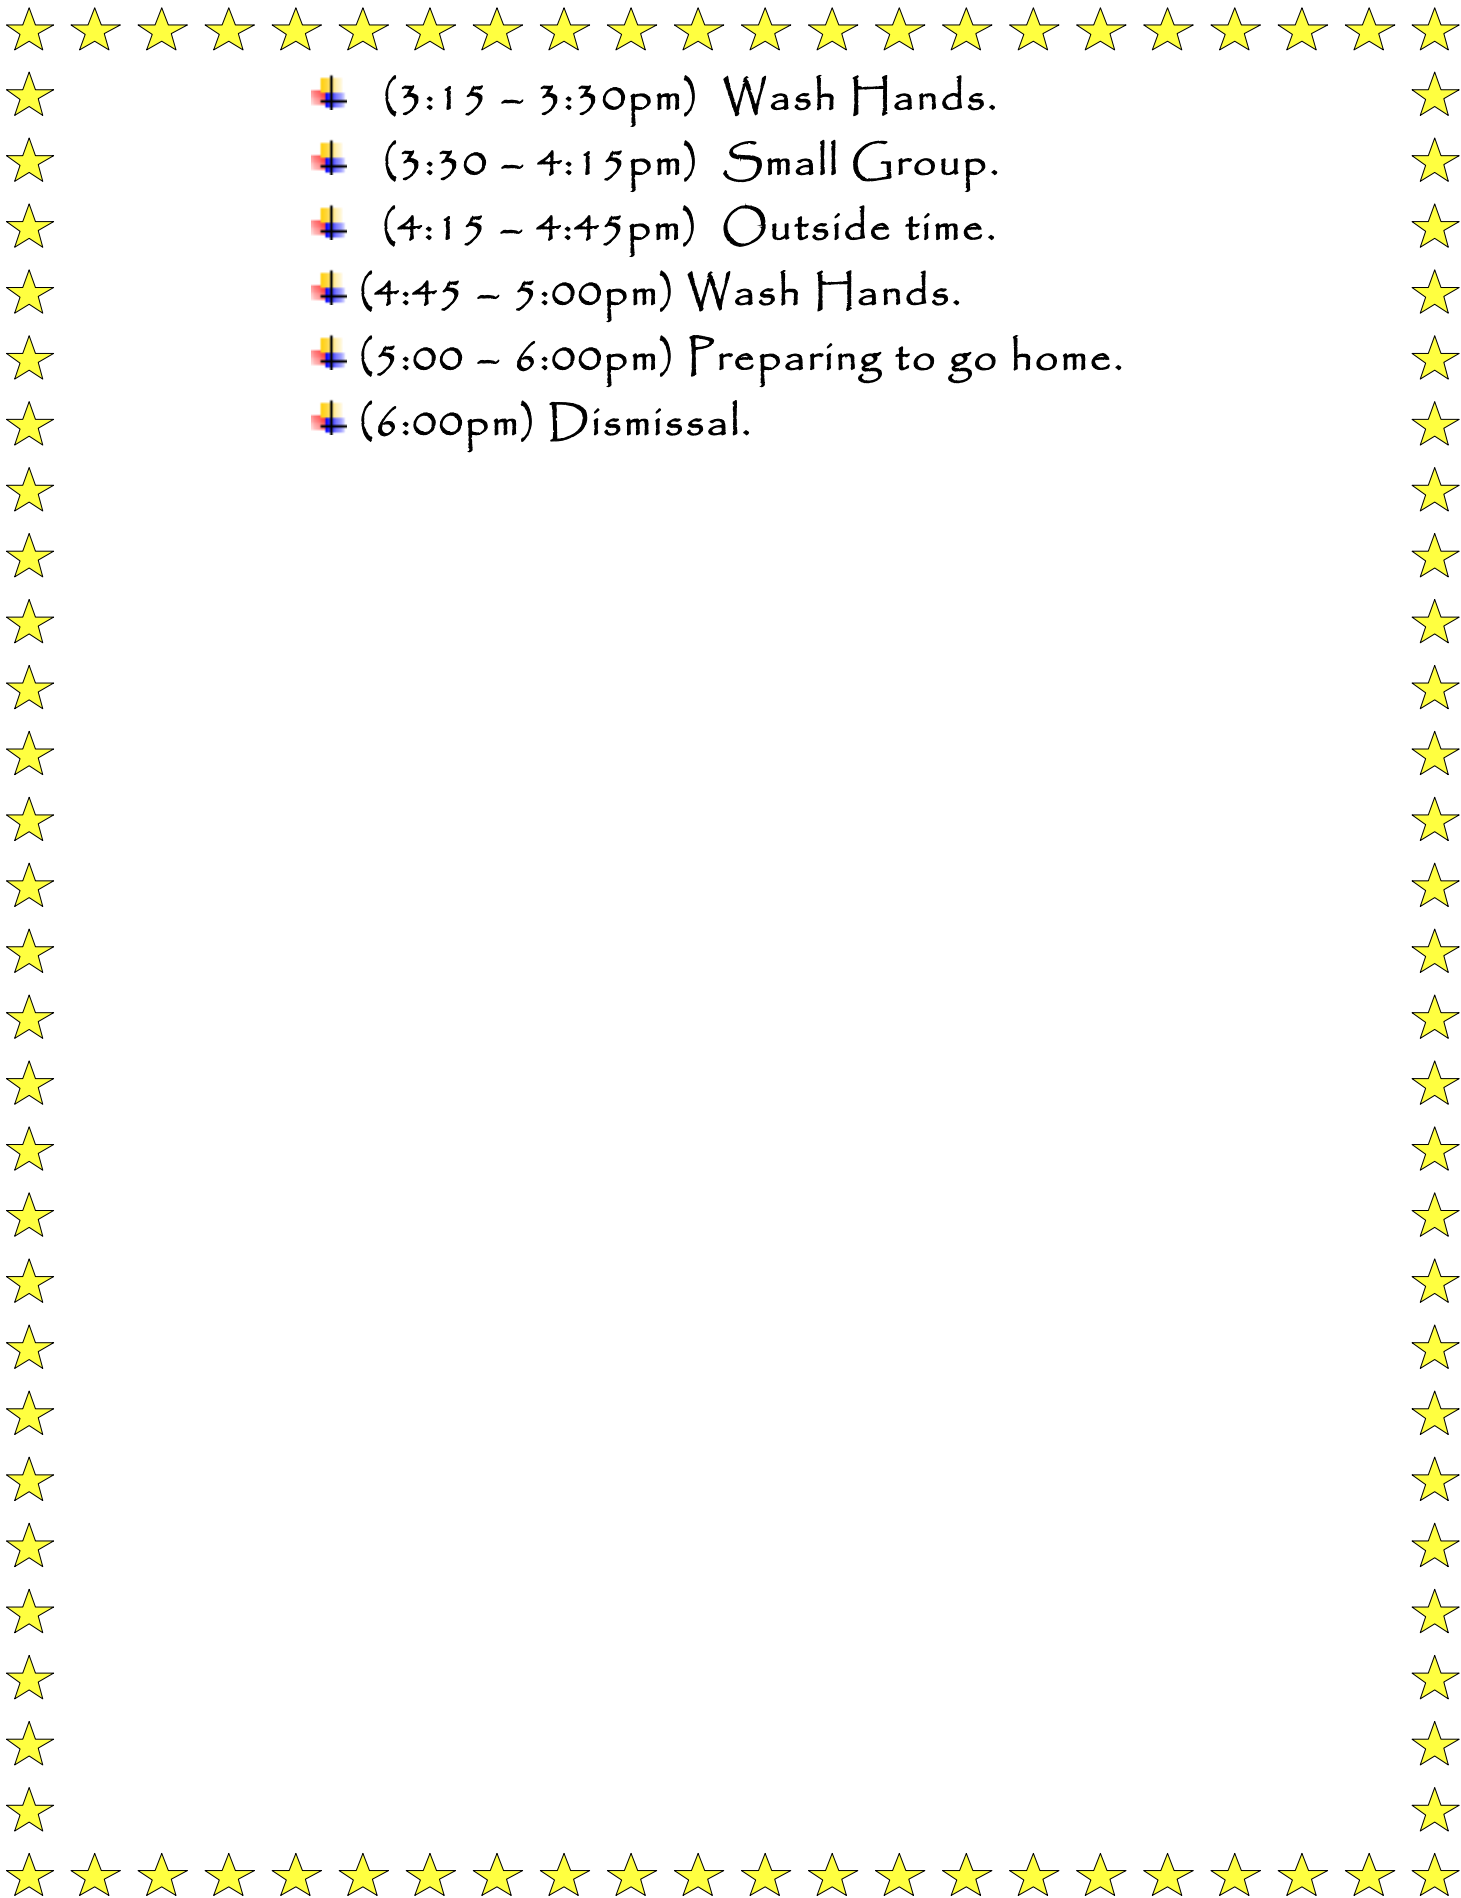 (3:15 – 3:30pm) Wash Hands.
(3:30 – 4:15pm) Small Group.
(4:15 – 4:45pm) Outside time.
(4:45 – 5:00pm) Wash Hands.
(5:00 – 6:00pm) Preparing to go home.
(6:00pm) Dismissal.